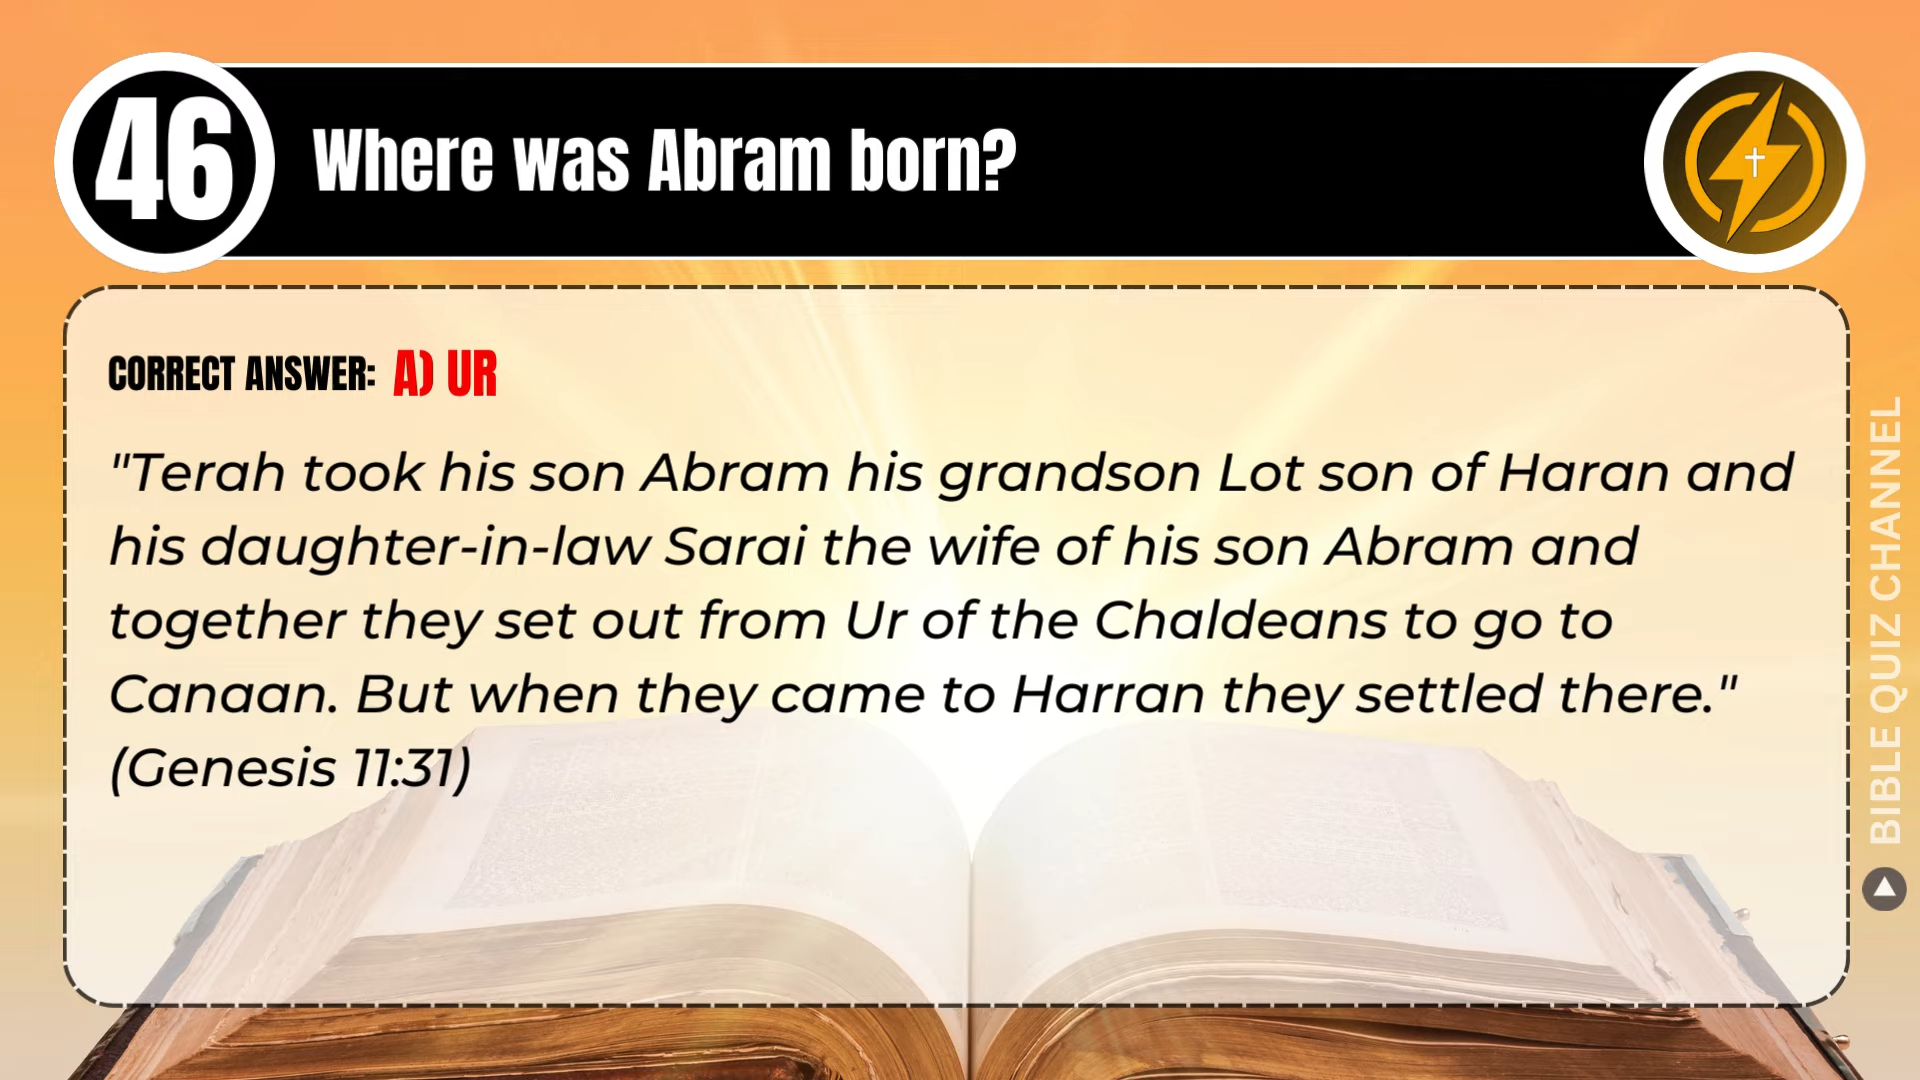 46
Where was Abram born?
CORRECT ANSWER: A) UR
"Terah took his son Abram his grandson Lot son of Haran and
his daughter-in-law Sarai the wife of his son Abram and
together they set out from Ur of the Chaldeans to go to
Canaan. But when they came to Harran they settled there."
(Genesis 11:31)
BIBLE QUIZ CHANNEL